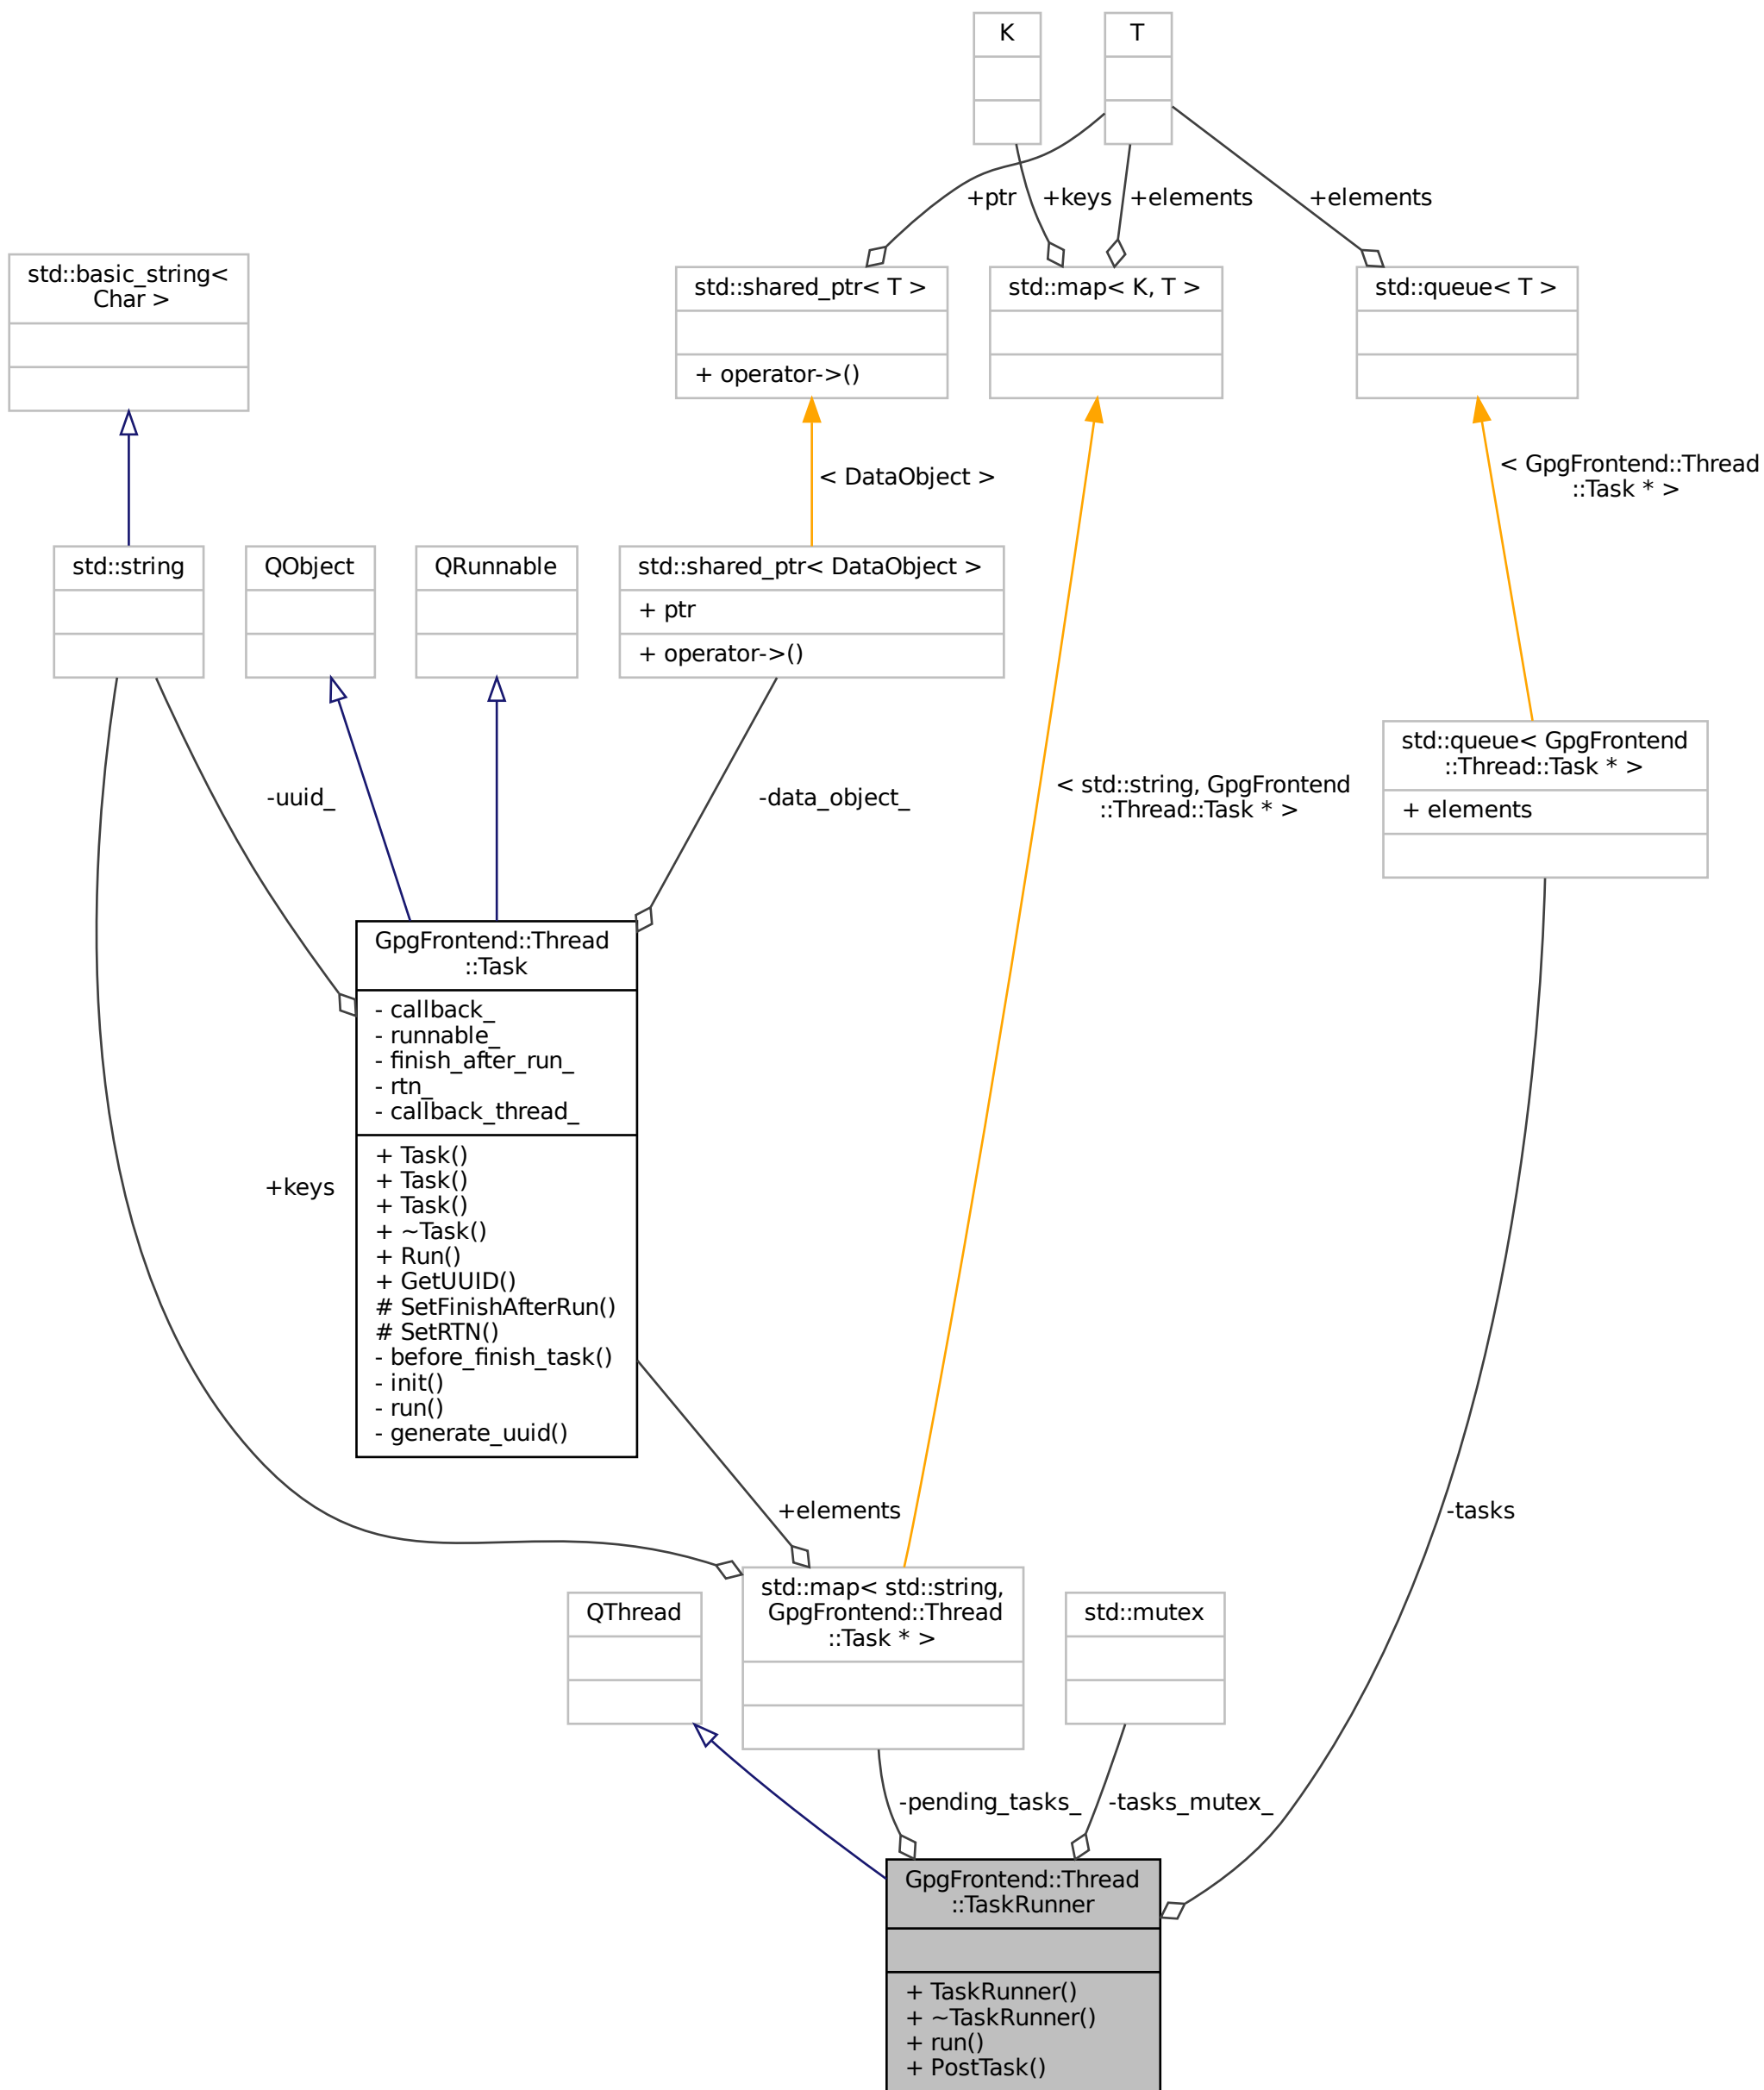 K
T
+ptr
+keys
+elements
+elements
std::basic_string<
Char >
std::shared_ptr< T >
+ operator->()
std::map< K, T >
std::queue< T >
< DataObject >
< GpgFrontend::Thread
::Task * >
std::string
QObject
QRunnable
std::shared_ptr< DataObject >
+ ptr
+ operator->()
std::queue< GpgFrontend
::Thread::Task * >
+ elements
-uuid_
-data_object_
< std::string, GpgFrontend
::Thread::Task * >
GpgFrontend::Thread
::Task
- callback_
- runnable_
- finish_after_run_
- rtn_
- callback_thread_
+ Task()
+ Task()
+ Task()
+ ~Task()
+ Run()
+ GetUUID()
# SetFinishAfterRun()
# SetRTN()
- before_finish_task()
- init()
- run()
- generate_uuid()
+keys
+elements
-tasks
QThread
std::map< std::string,
GpgFrontend::Thread
::Task * >
std::mutex
-pending_tasks_
-tasks_mutex_
GpgFrontend::Thread
::TaskRunner
+ TaskRunner()
+ ~TaskRunner()
+ run()
+ PostTask()